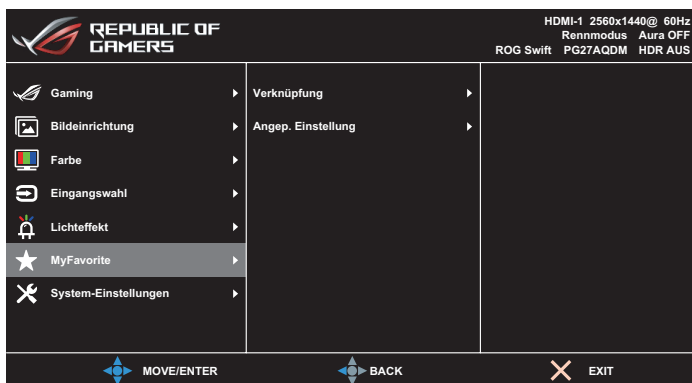 REPUBLIC OF
GAMERS
HDMI-1 2560x1440@ 60Hz
Rennmodus Aura OFF
ROG Swift PG27AQDM HDR AUS
Gaming
Bildeinrichtung
Farbe
Eingangswahl
Lichteffekt
MyFavorite
System-Einstellungen
Verknüpfung
Angep. Einstellung
MOVE/ENTER
BACK
EXIT